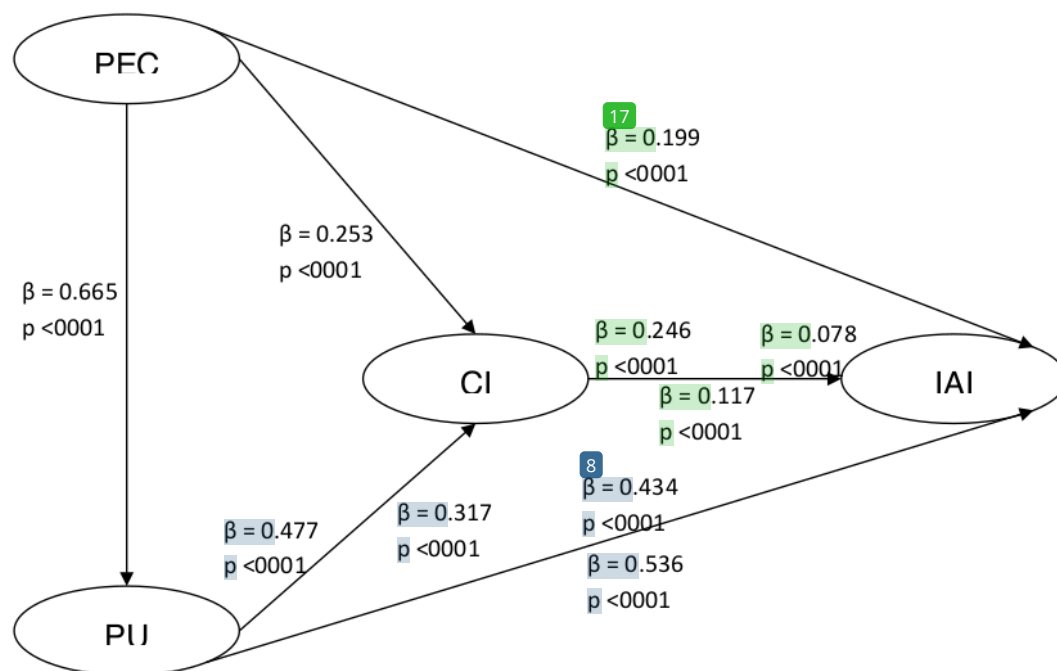 PEC
17
β = 0.199
p <0001
β = 0.253
p <0001
β = 0.665
p <0001
β = 0.246
p <0001
β = 0.078
p <0001
CI
IAI
β = 0.117
p <0001
8
β = 0.434
p <0001
β = 0.477
p <0001
β = 0.317
p <0001
β = 0.536
p <0001
PU